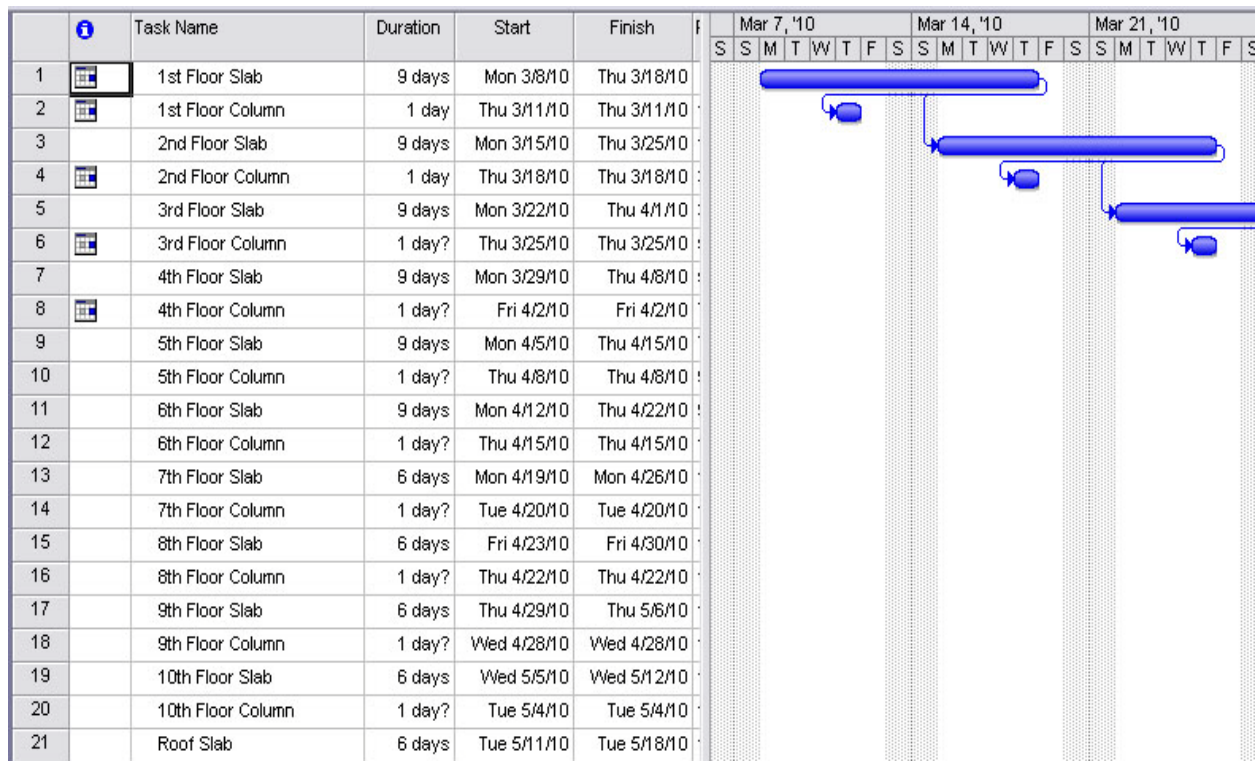 Task Name Duration Start Finish Mar 7, '10 Mar 14, '10 Mar 21, '10
S S M T W T F S S M T W T F S S M T W T F S
1 1st Floor Slab 9 days Mon 3/8/10 Thu 3/18/10
2 1st Floor Column 1 day Thu 3/11/10 Thu 3/11/10
3 2nd Floor Slab 9 days Mon 3/15/10 Thu 3/25/10
4 2nd Floor Column 1 day Thu 3/18/10 Thu 3/18/10
5 3rd Floor Slab 9 days Mon 3/22/10 Thu 4/1/10
6 3rd Floor Column 1 day? Thu 3/25/10 Thu 3/25/10
7 4th Floor Slab 9 days Mon 3/29/10 Thu 4/8/10
8 4th Floor Column 1 day? Fri 4/2/10 Fri 4/2/10
9 5th Floor Slab 9 days Mon 4/5/10 Thu 4/15/10
10 5th Floor Column 1 day? Thu 4/8/10 Thu 4/8/10
11 6th Floor Slab 9 days Mon 4/12/10 Thu 4/22/10
12 6th Floor Column 1 day? Thu 4/15/10 Thu 4/15/10
13 7th Floor Slab 6 days Mon 4/19/10 Mon 4/26/10
14 7th Floor Column 1 day? Tue 4/20/10 Tue 4/20/10
15 8th Floor Slab 6 days Fri 4/23/10 Fri 4/30/10
16 8th Floor Column 1 day? Thu 4/22/10 Thu 4/22/10
17 9th Floor Slab 6 days Thu 4/29/10 Thu 5/6/10
18 9th Floor Column 1 day? Wed 4/28/10 Wed 4/28/10
19 10th Floor Slab 6 days Wed 5/5/10 Wed 5/12/10
20 10th Floor Column 1 day? Tue 5/4/10 Tue 5/4/10
21 Roof Slab 6 days Tue 5/11/10 Tue 5/18/10